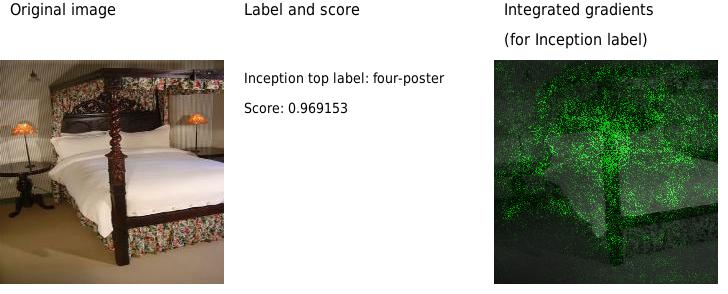 Original image
Label and score
Integrated gradients
(for Inception label)
Inception top label: four-poster
Score: 0.969153